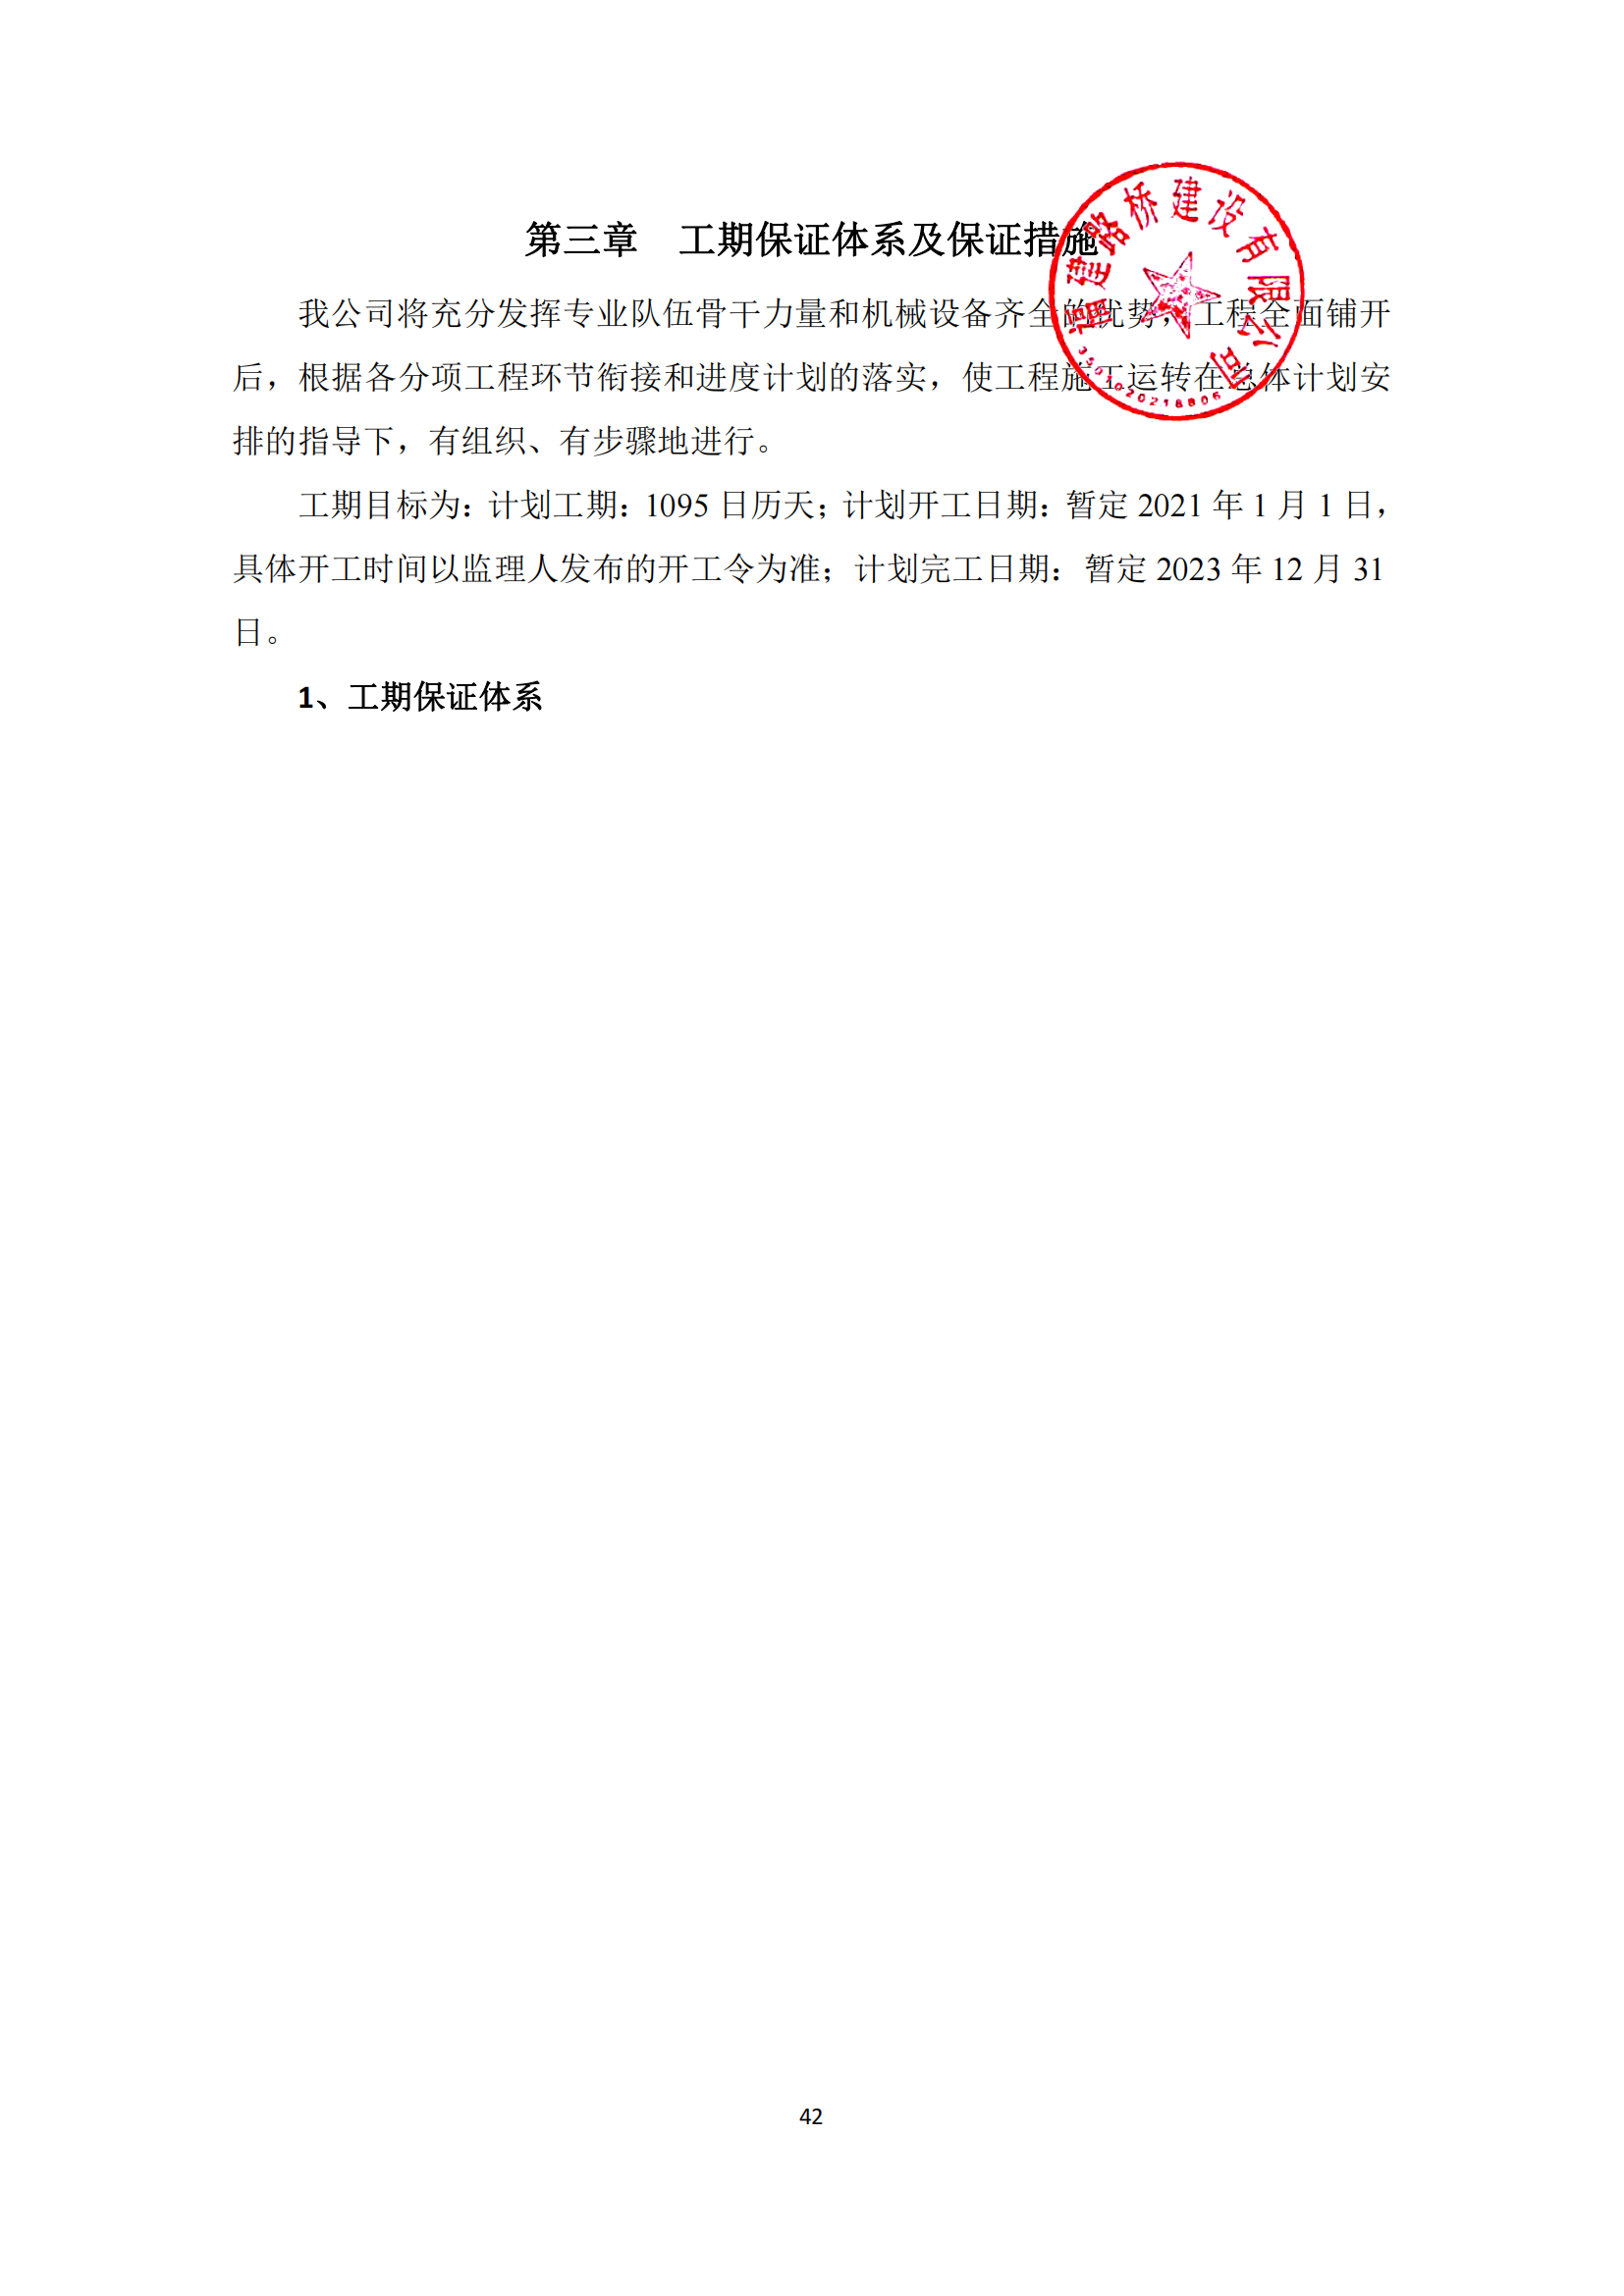 第三章 工期保证体系及保证措施
我公司将充分发挥专业队伍骨干力量和机械设备齐全的优势，工程全面铺开
后，根据各分项工程环节衔接和进度计划的落实，使工程施工运转在总体计划安
排的指导下，有组织、有步骤地进行。
工期目标为：计划工期：1095 日历天；计划开工日期：暂定 2021 年 1 月 1 日，
具体开工时间以监理人发布的开工令为准；计划完工日期：暂定 2023 年 12 月 31
日。
1、工期保证体系
建路桥建设有限公司
42